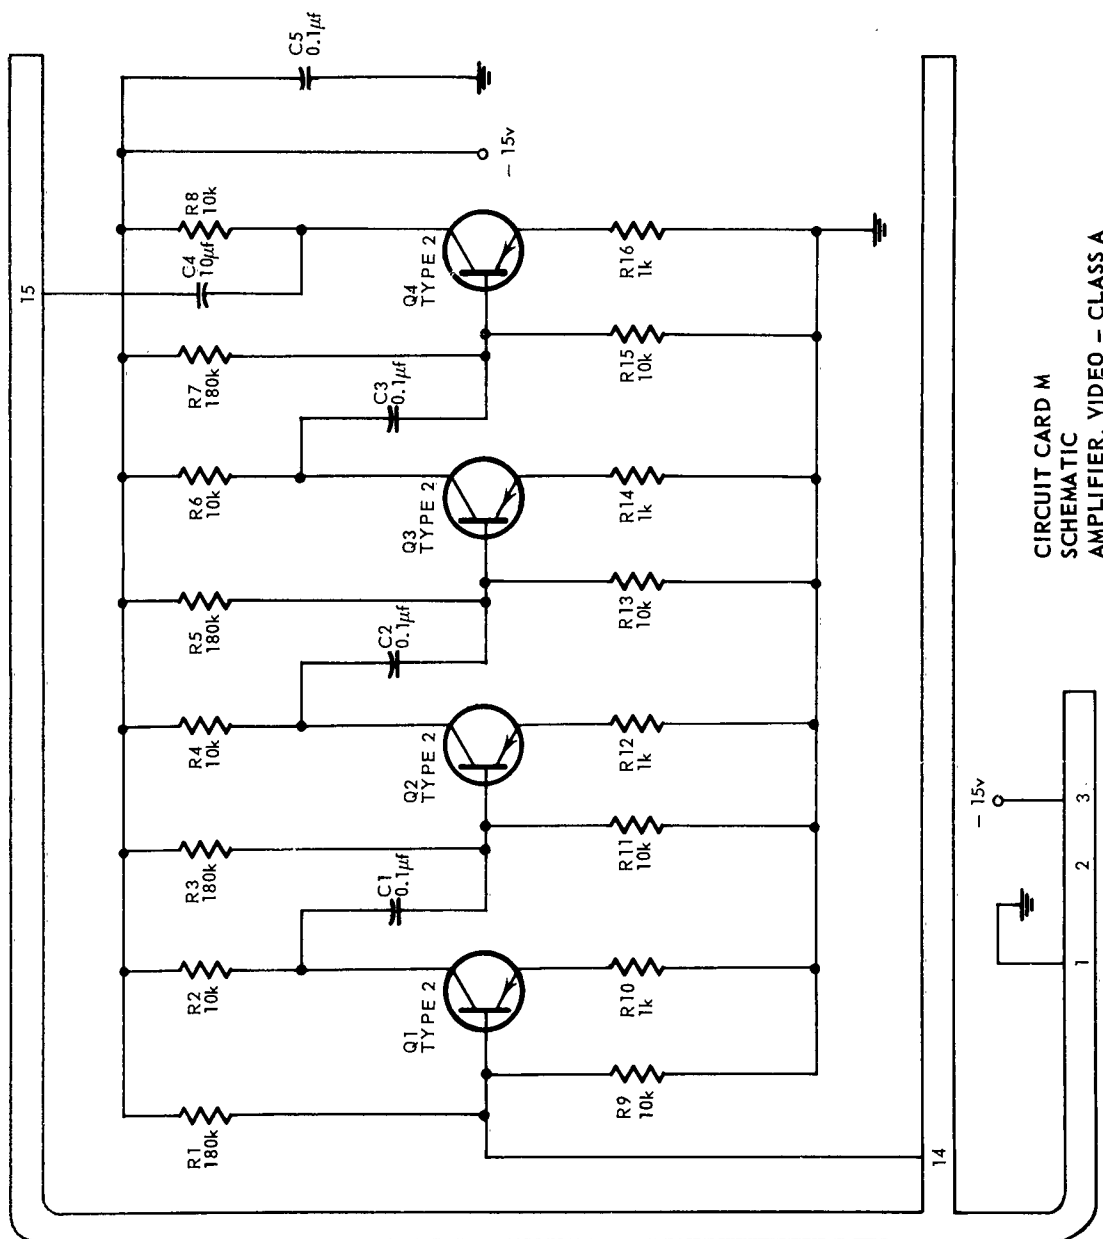 15
C5
0.1μf
– 15v
R8
10k
C4
10μf
R7
180k
C3
0.1μf
R6
10k
R5
180k
C2
0.1μf
R4
10k
R3
180k
C1
0.1μf
R2
10k
R1
180k
Q4
TYPE 2
Q3
TYPE 2
Q2
TYPE 2
Q1
TYPE 2
R16
1k
R15
10k
R14
1k
R13
10k
R12
1k
R11
10k
R10
1k
R9
10k
14
– 15v
1
2
3
CIRCUIT CARD M
SCHEMATIC
AMPLIFIER, VIDEO – CLASS A